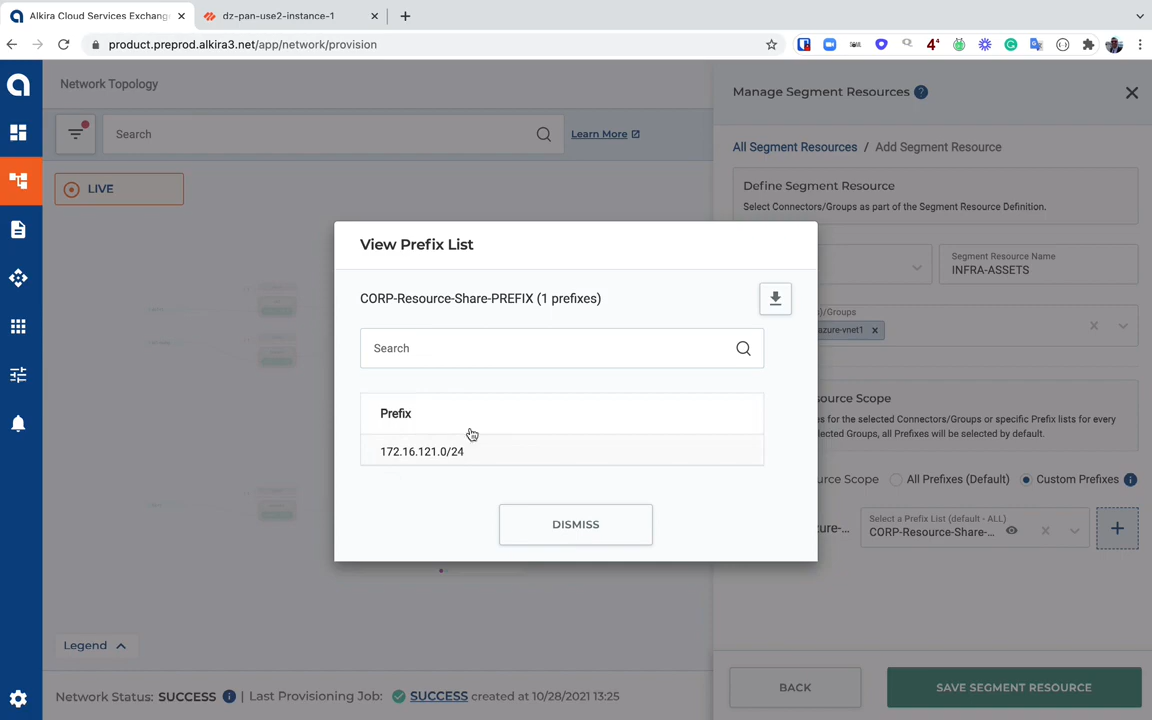 Alkira Cloud Services Exchang
dz-pan-use2-instance-1
product.preprod.alkira3.net/app/network/provision
Network Topology
Search
Learn More
LIVE
Manage Segment Resources
All Segment Resources / Add Segment Resource
Define Segment Resource
Select Connectors/Groups as part of the Segment Resource Definition.
Segment Resource Name
INFRA-ASSETS
)/Groups
azure-vnet1
ource Scope
es for the selected Connectors/Groups or specific Prefix lists for every
elected Groups, all Prefixes will be selected by default.
urce Scope All Prefixes (Default) Custom Prefixes
ure-...
Select a Prefix List (default - ALL)
CORP-Resource-Share-...
View Prefix List
CORP-Resource-Share-PREFIX (1 prefixes)
Search
Prefix
172.16.121.0/24
DISMISS
Legend
BACK
SAVE SEGMENT RESOURCE
Network Status: SUCCESS | Last Provisioning Job: SUCCESS created at 10/28/2021 13:25